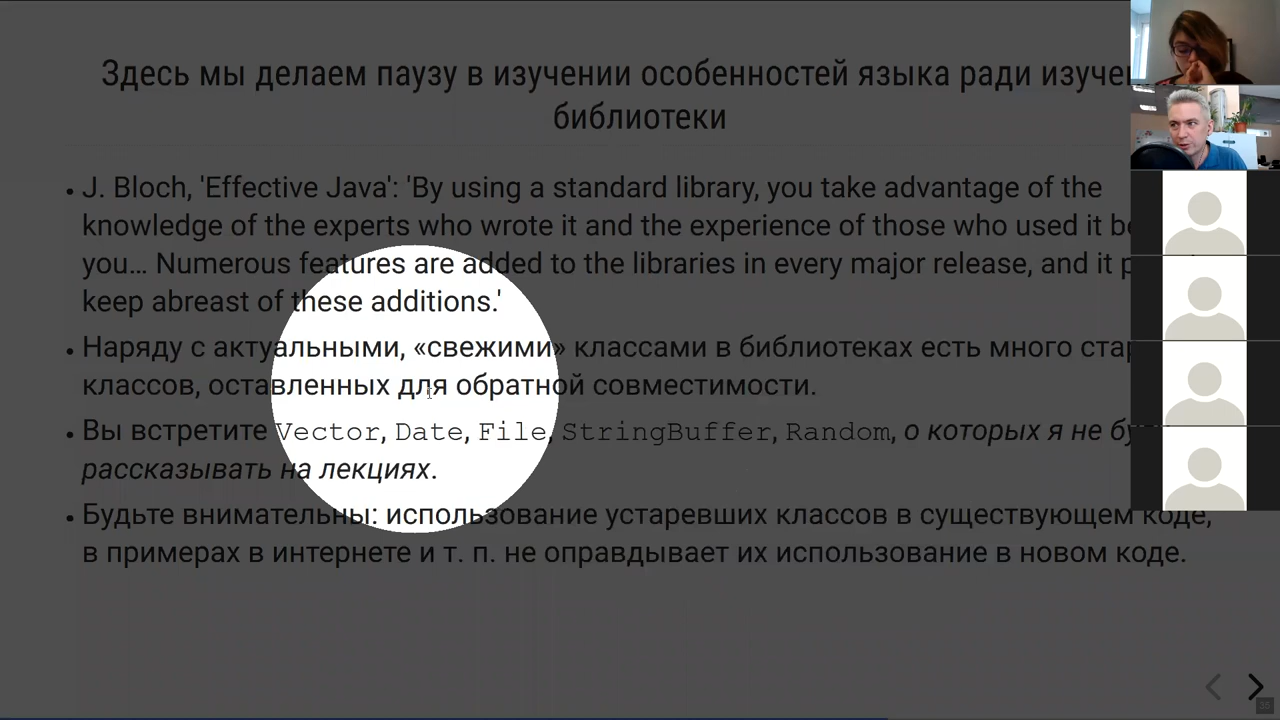 Здесь мы делаем паузу в изучении особенностей языка ради
библиотеки
J. Bloch, 'Effective Java': 'By using a standard library, you take advantage of the
knowledge of the experts who wrote it and the experience of those who used it
you… Numerous features are added to the libraries in every major release, and it
keep abreast of these additions.'
Наряду с актуальными, «свежими» классами в библиотеках есть много
классов, оставленных для обратной совместимости.
Вы встретите Vector, Date, File, StringBuffer, Random, о которых я не
рассказывать на лекциях.
Будьте внимательны: использование устаревших классов в существующем коде,
в примерах в интернете и т. п. не оправдывает их использование в новом коде.
35